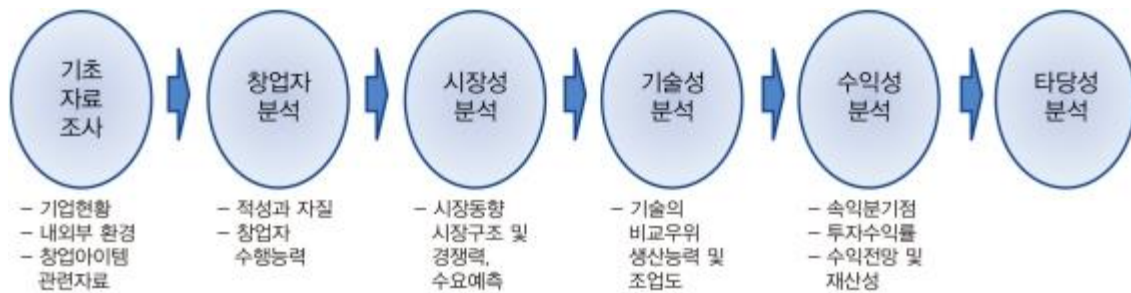 기초
자료
조사
창업자
분석
시장성
분석
기술성
분석
수익성
분석
타당성
분석
– 기업현황
– 내외부 환경
– 창업아이템
관련자료
– 적성과 자질
– 창업자
수행능력
– 시장동향
시장구조 및
경쟁력,
수요예측
– 기술의
비교우위
생산능력 및
조업도
– 속익분기점
– 투자수익률
– 수익전망 및
재산성